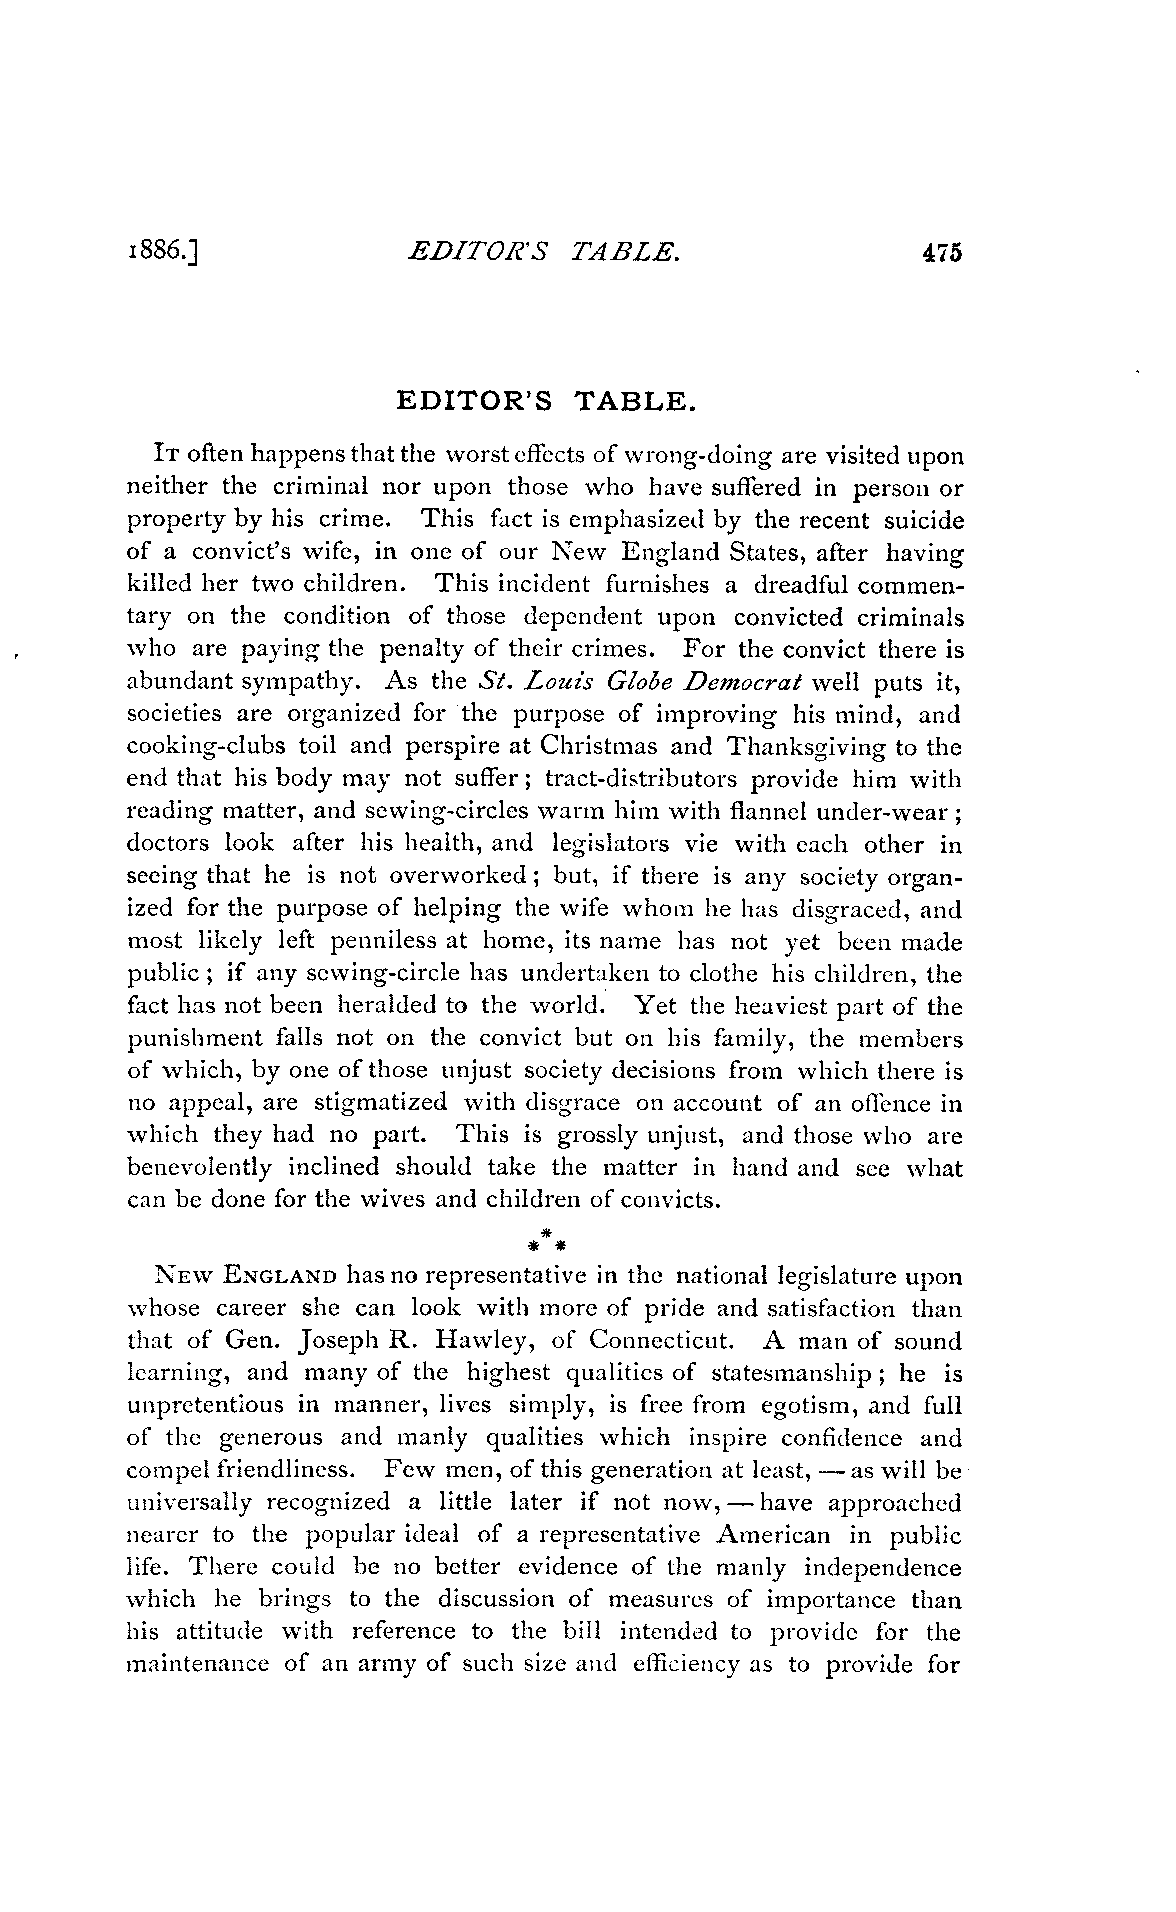 1886.] EDITOR'S TABLE. 475
EDITOR'S TABLE.
IT often happens that the worst effects of wrong-doing are visited upon
neither the criminal nor upon those who have suffered in person or
property by his crime. This fact is emphasized by the recent suicide
of a convict's wife, in one of our New England States, after having
killed her two children. This incident furnishes a dreadful commen-
tary on the condition of those dependent upon convicted criminals
who are paying the penalty of their crimes. For the convict there is
abundant sympathy. As the St. Louis Globe Democrat well puts it,
societies are organized for the purpose of improving his mind, and
cooking-clubs toil and perspire at Christmas and Thanksgiving to the
end that his body may not suffer; tract-distributors provide him with
reading matter, and sewing-circles warm him with flannel under-wear;
doctors look after his health, and legislators vie with each other in
seeing that he is not overworked; but, if there is any society organ-
ized for the purpose of helping the wife whom he has disgraced, and
most likely left penniless at home, its name has not yet been made
public; if any sewing-circle has undertaken to clothe his children, the
fact has not been heralded to the world. Yet the heaviest part of the
punishment falls not on the convict but on his family, the members
of which, by one of those unjust society decisions from which there is
no appeal, are stigmatized with disgrace on account of an offence in
which they had no part. This is grossly unjust, and those who are
benevolently inclined should take the matter in hand and see what
can be done for the wives and children of convicts.
***
NEW ENGLAND has no representative in the national legislature upon
whose career she can look with more of pride and satisfaction than
that of Gen. Joseph R. Hawley, of Connecticut. A man of sound
learning, and many of the highest qualities of statesmanship; he is
unpretentious in manner, lives simply, is free from egotism, and full
of the generous and manly qualities which inspire confidence and
compel friendliness. Few men, of this generation at least, — as will be
universally recognized a little later if not now, — have approached
nearer to the popular ideal of a representative American in public
life. There could be no better evidence of the manly independence
which he brings to the discussion of measures of importance than
his attitude with reference to the bill intended to provide for the
maintenance of an army of such size and efficiency as to provide for